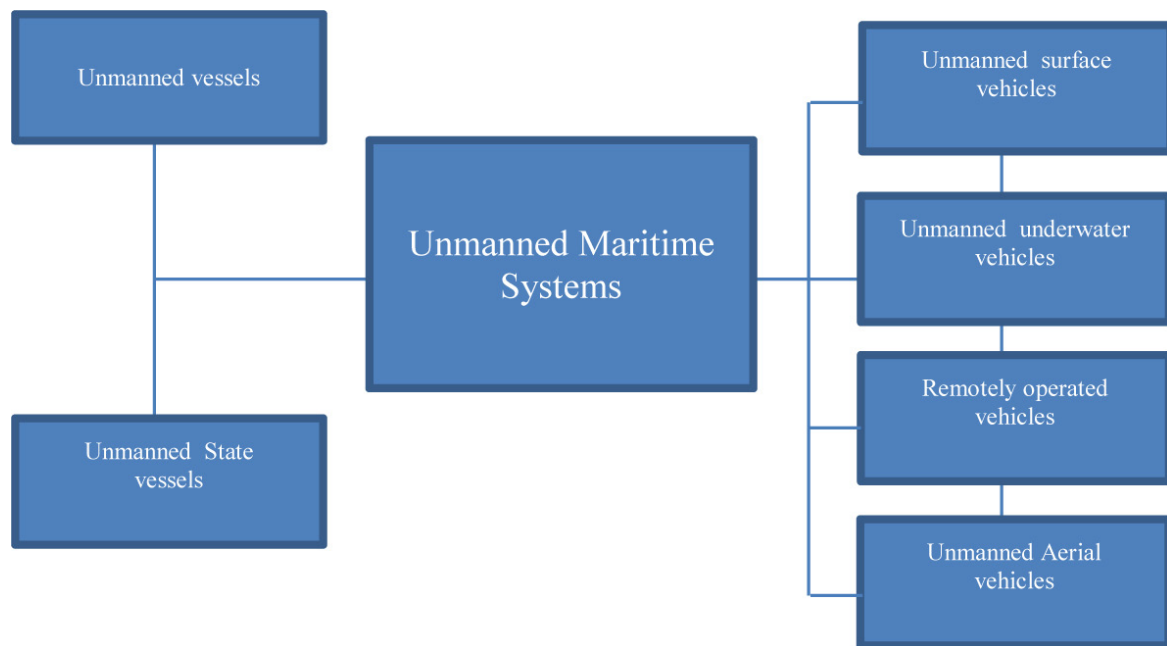 Unmanned vessels
Unmanned State
vessels
Unmanned Maritime
Systems
Unmanned surface
vehicles
Unmanned underwater
vehicles
Remotely operated
vehicles
Unmanned Aerial
vehicles